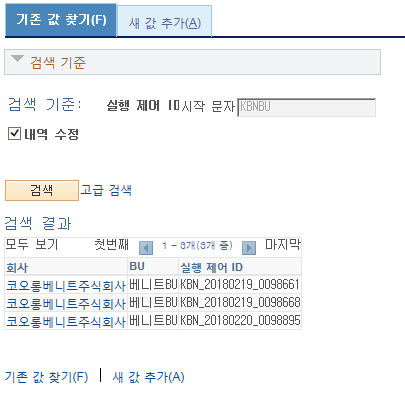 기존 값 찾기(F) 새 값 추가(A)
검색 기준
검색 기준: 실행 제어 ID시작 문자 KBNBU
내역 수정
검색 고급 검색
검색 결과
모두 보기 첫번째 1 - 3개(3개 중) 마지막
회사 BU 실행 제어 ID
코오롱베니트주식회사 베니트BU KBN_20180219_0098661
코오롱베니트주식회사 베니트BU KBN_20180219_0098668
코오롱베니트주식회사 베니트BU KBN_20180220_0098895
기존 값 찾기(F) | 새 값 추가(A)